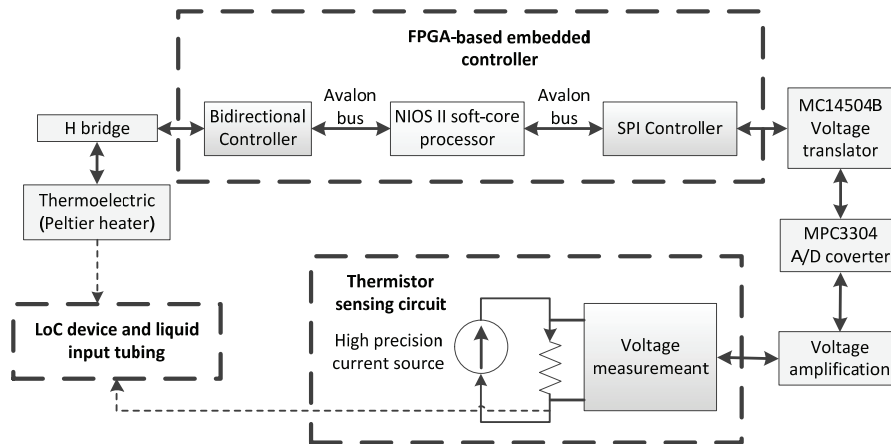 FPGA-based embedded
controller
Avalon
bus
Avalon
bus
H bridge
Bidirectional
Controller
NIOS II soft-core
processor
SPI Controller
MC14504B
Voltage
translator
Thermoelectric
(Peltier heater)
MPC3304
A/D coverter
Thermistor
sensing circuit
LoC device and liquid
input tubing
High precision
current source
Voltage
measuremeant
Voltage
amplification